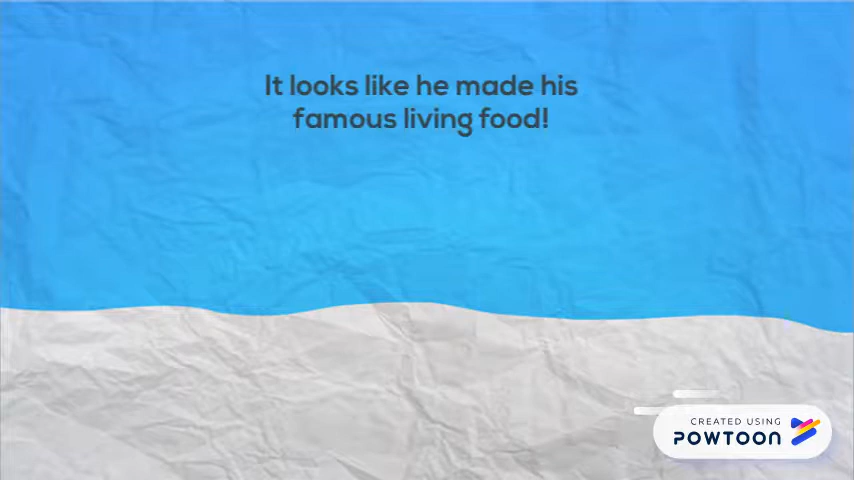 It looks like he made his
famous living food!
CREATED USING
POWTOON